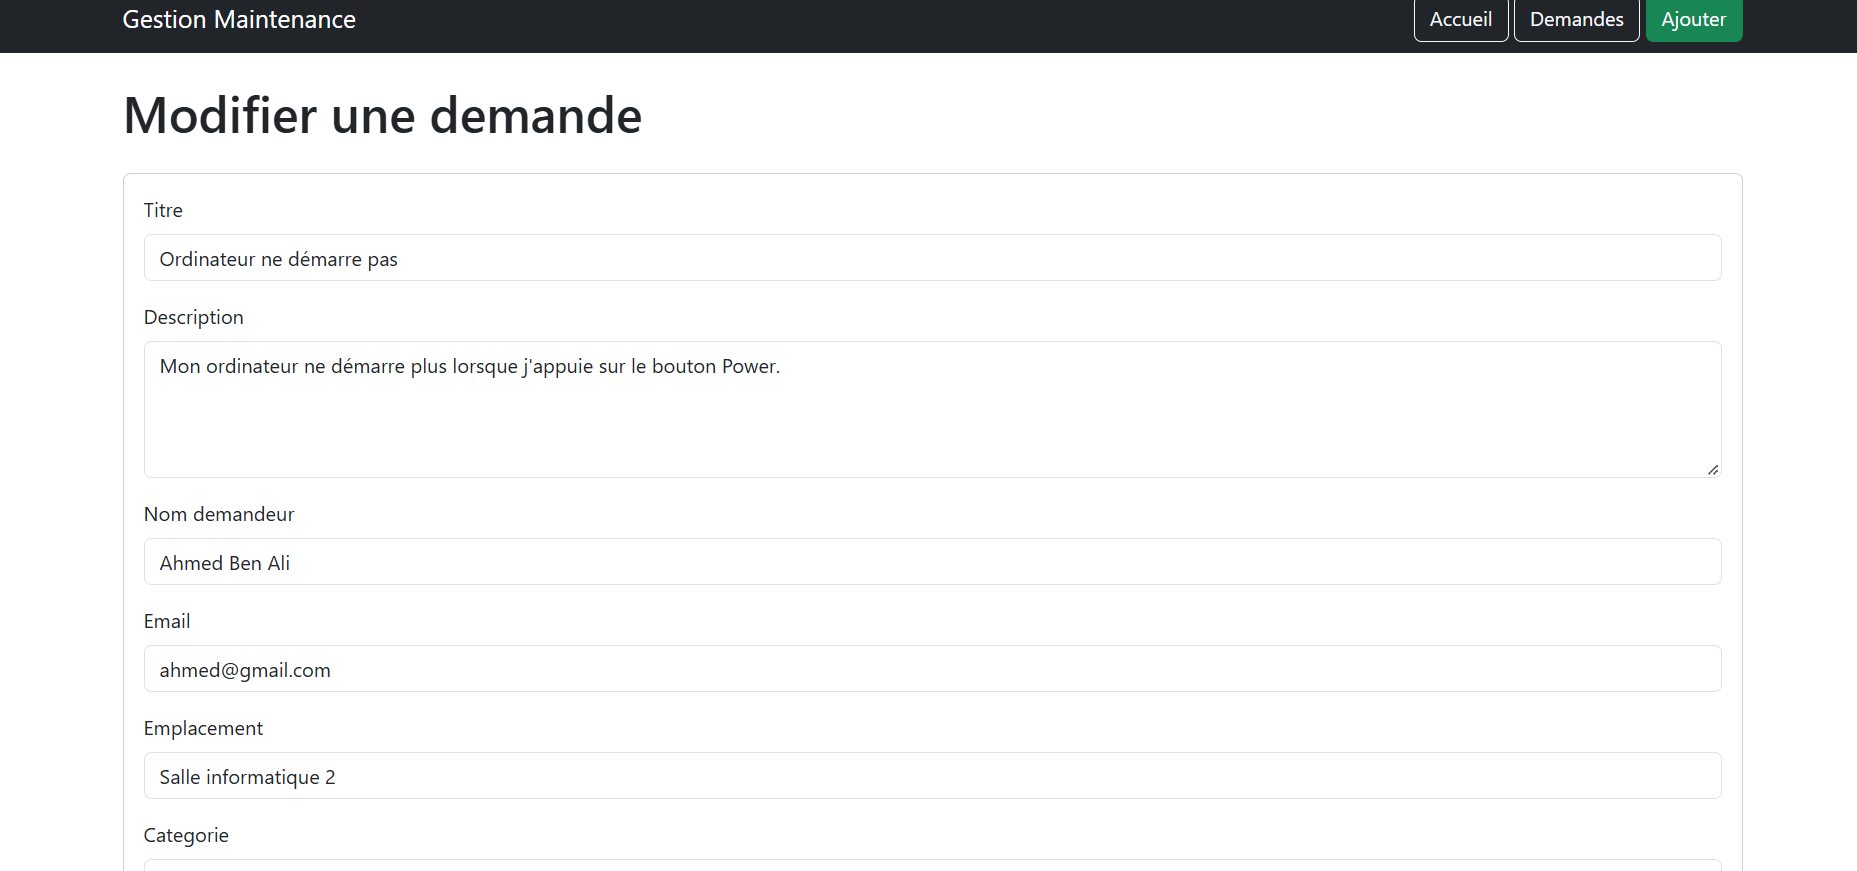 Gestion Maintenance
Accueil
Demandes
Ajouter
Modifier une demande
Titre
Ordinateur ne démarre pas
Description
Mon ordinateur ne démarre plus lorsque j'appuie sur le bouton Power.
Nom demandeur
Ahmed Ben Ali
Email
ahmed@gmail.com
Emplacement
Salle informatique 2
Categorie